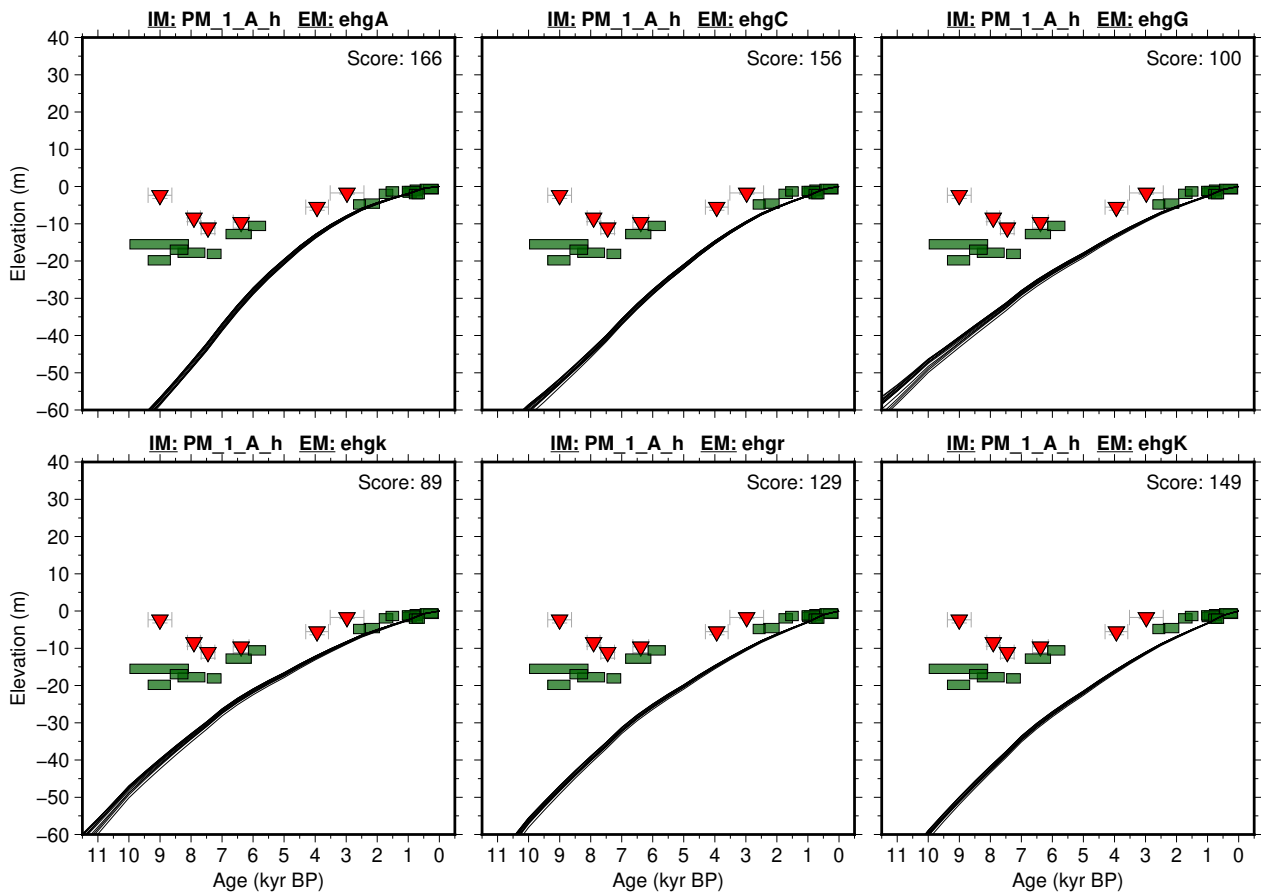 IM: PM_1_A_h EM: ehgA
IM: PM_1_A_h EM: ehgC
IM: PM_1_A_h EM: ehgG
Score: 166
Score: 156
Score: 100
40
30
20
10
0
−10
−20
−30
−40
−50
−60
Elevation (m)
IM: PM_1_A_h EM: ehgk
IM: PM_1_A_h EM: ehgr
IM: PM_1_A_h EM: ehgK
Score: 89
Score: 129
Score: 149
40
30
20
10
0
−10
−20
−30
−40
−50
−60
Elevation (m)
11 10 9 8 7 6 5 4 3 2 1 0
11 10 9 8 7 6 5 4 3 2 1 0
11 10 9 8 7 6 5 4 3 2 1 0
Age (kyr BP)
Age (kyr BP)
Age (kyr BP)